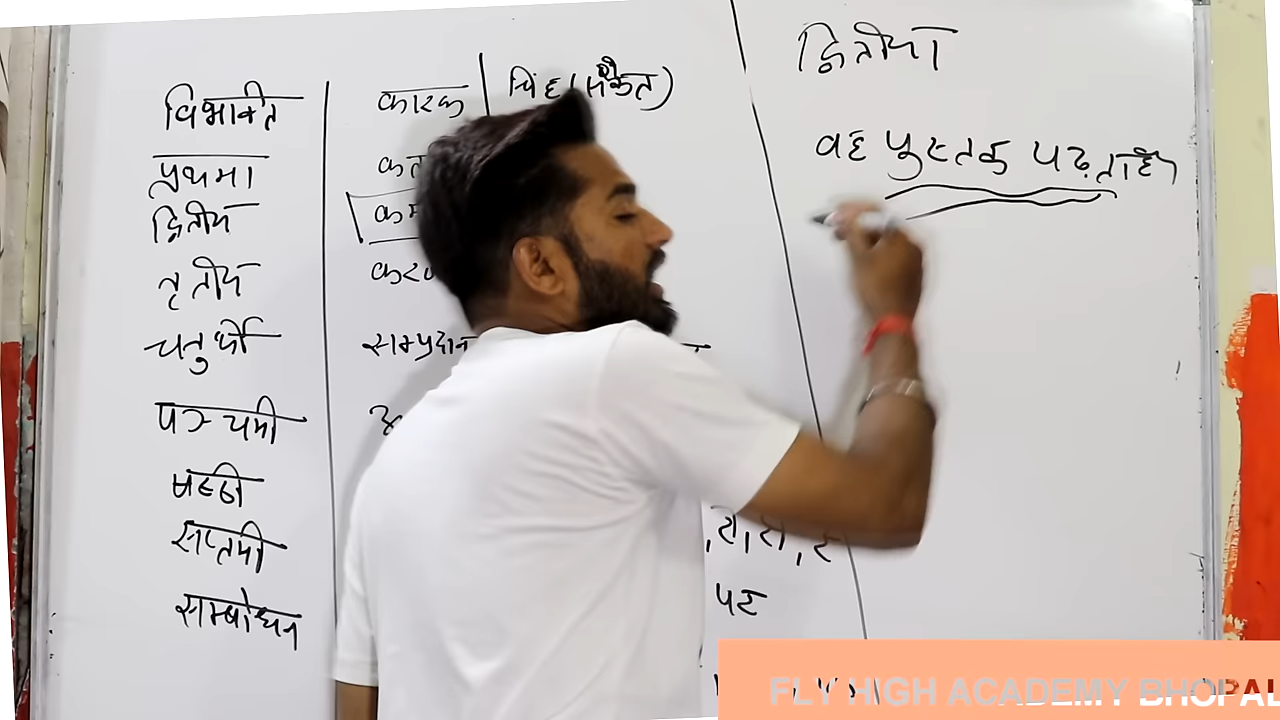 विभक्ति कारक चिह (संकेत)
प्रथमा
द्वितीय
तृतीय
चतुर्थी सम्प्रदान
पञ्चमी
षष्ठी
सप्तमी पर
सम्बोधन
द्वितीया
वह पुस्तक पढ़ता है।
FLY HIGH ACADEMY BHOPAL